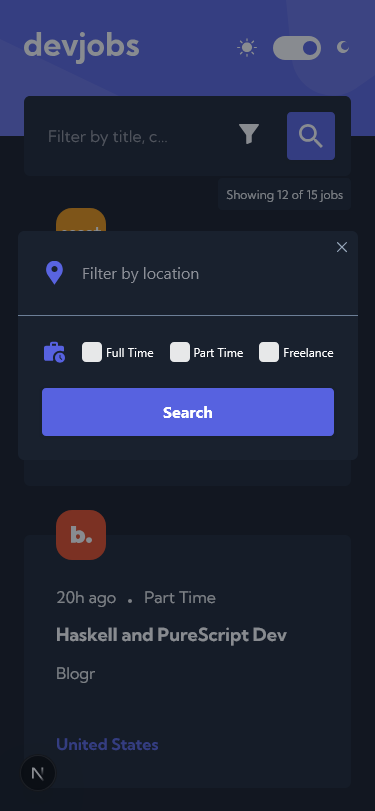 devjobs
Filter by title, c...
Showing 12 of 15 jobs
Filter by location
Full Time
Part Time
Freelance
Search
b.
20h ago • Part Time
Haskell and PureScript Dev
Blogr
United States
N